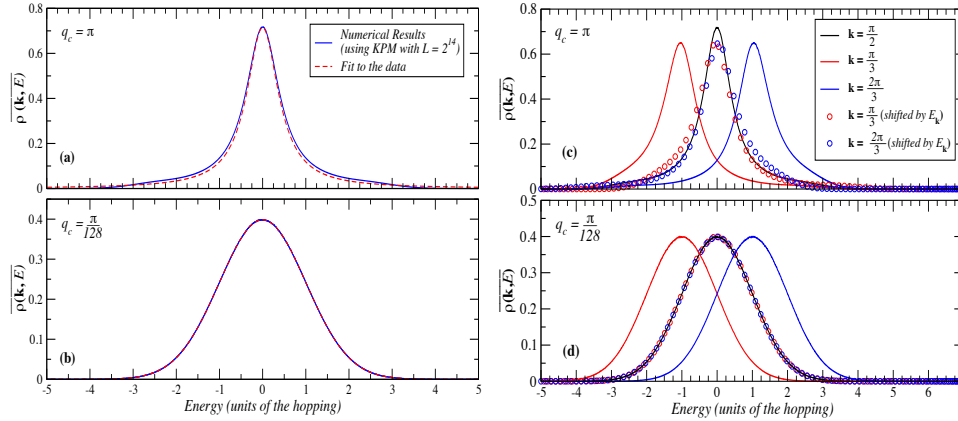 0.8
0.6
0.4
0.2
0
ρ(k,E)
q_c = π
Numerical Results
(using KPM with L = 2^14)
Fit to the data
(a)
0.4
0.3
0.2
0.1
0
ρ(k,E)
q_c = π/128
(b)
-5 -4 -3 -2 -1 0 1 2 3 4 5
Energy (units of the hopping)
0.8
0.6
0.4
0.2
0
ρ(k,E)
q_c = π
k = π/2
k = π/3
k = 2π/3
k = π/3 (shifted by E_k)
k = 2π/3 (shifted by E_k)
(c)
0.5
0.4
0.3
0.2
0.1
0
ρ(k,E)
q_c = π/128
(d)
-5 -4 -3 -2 -1 0 1 2 3 4 5 6
Energy (units of the hopping)